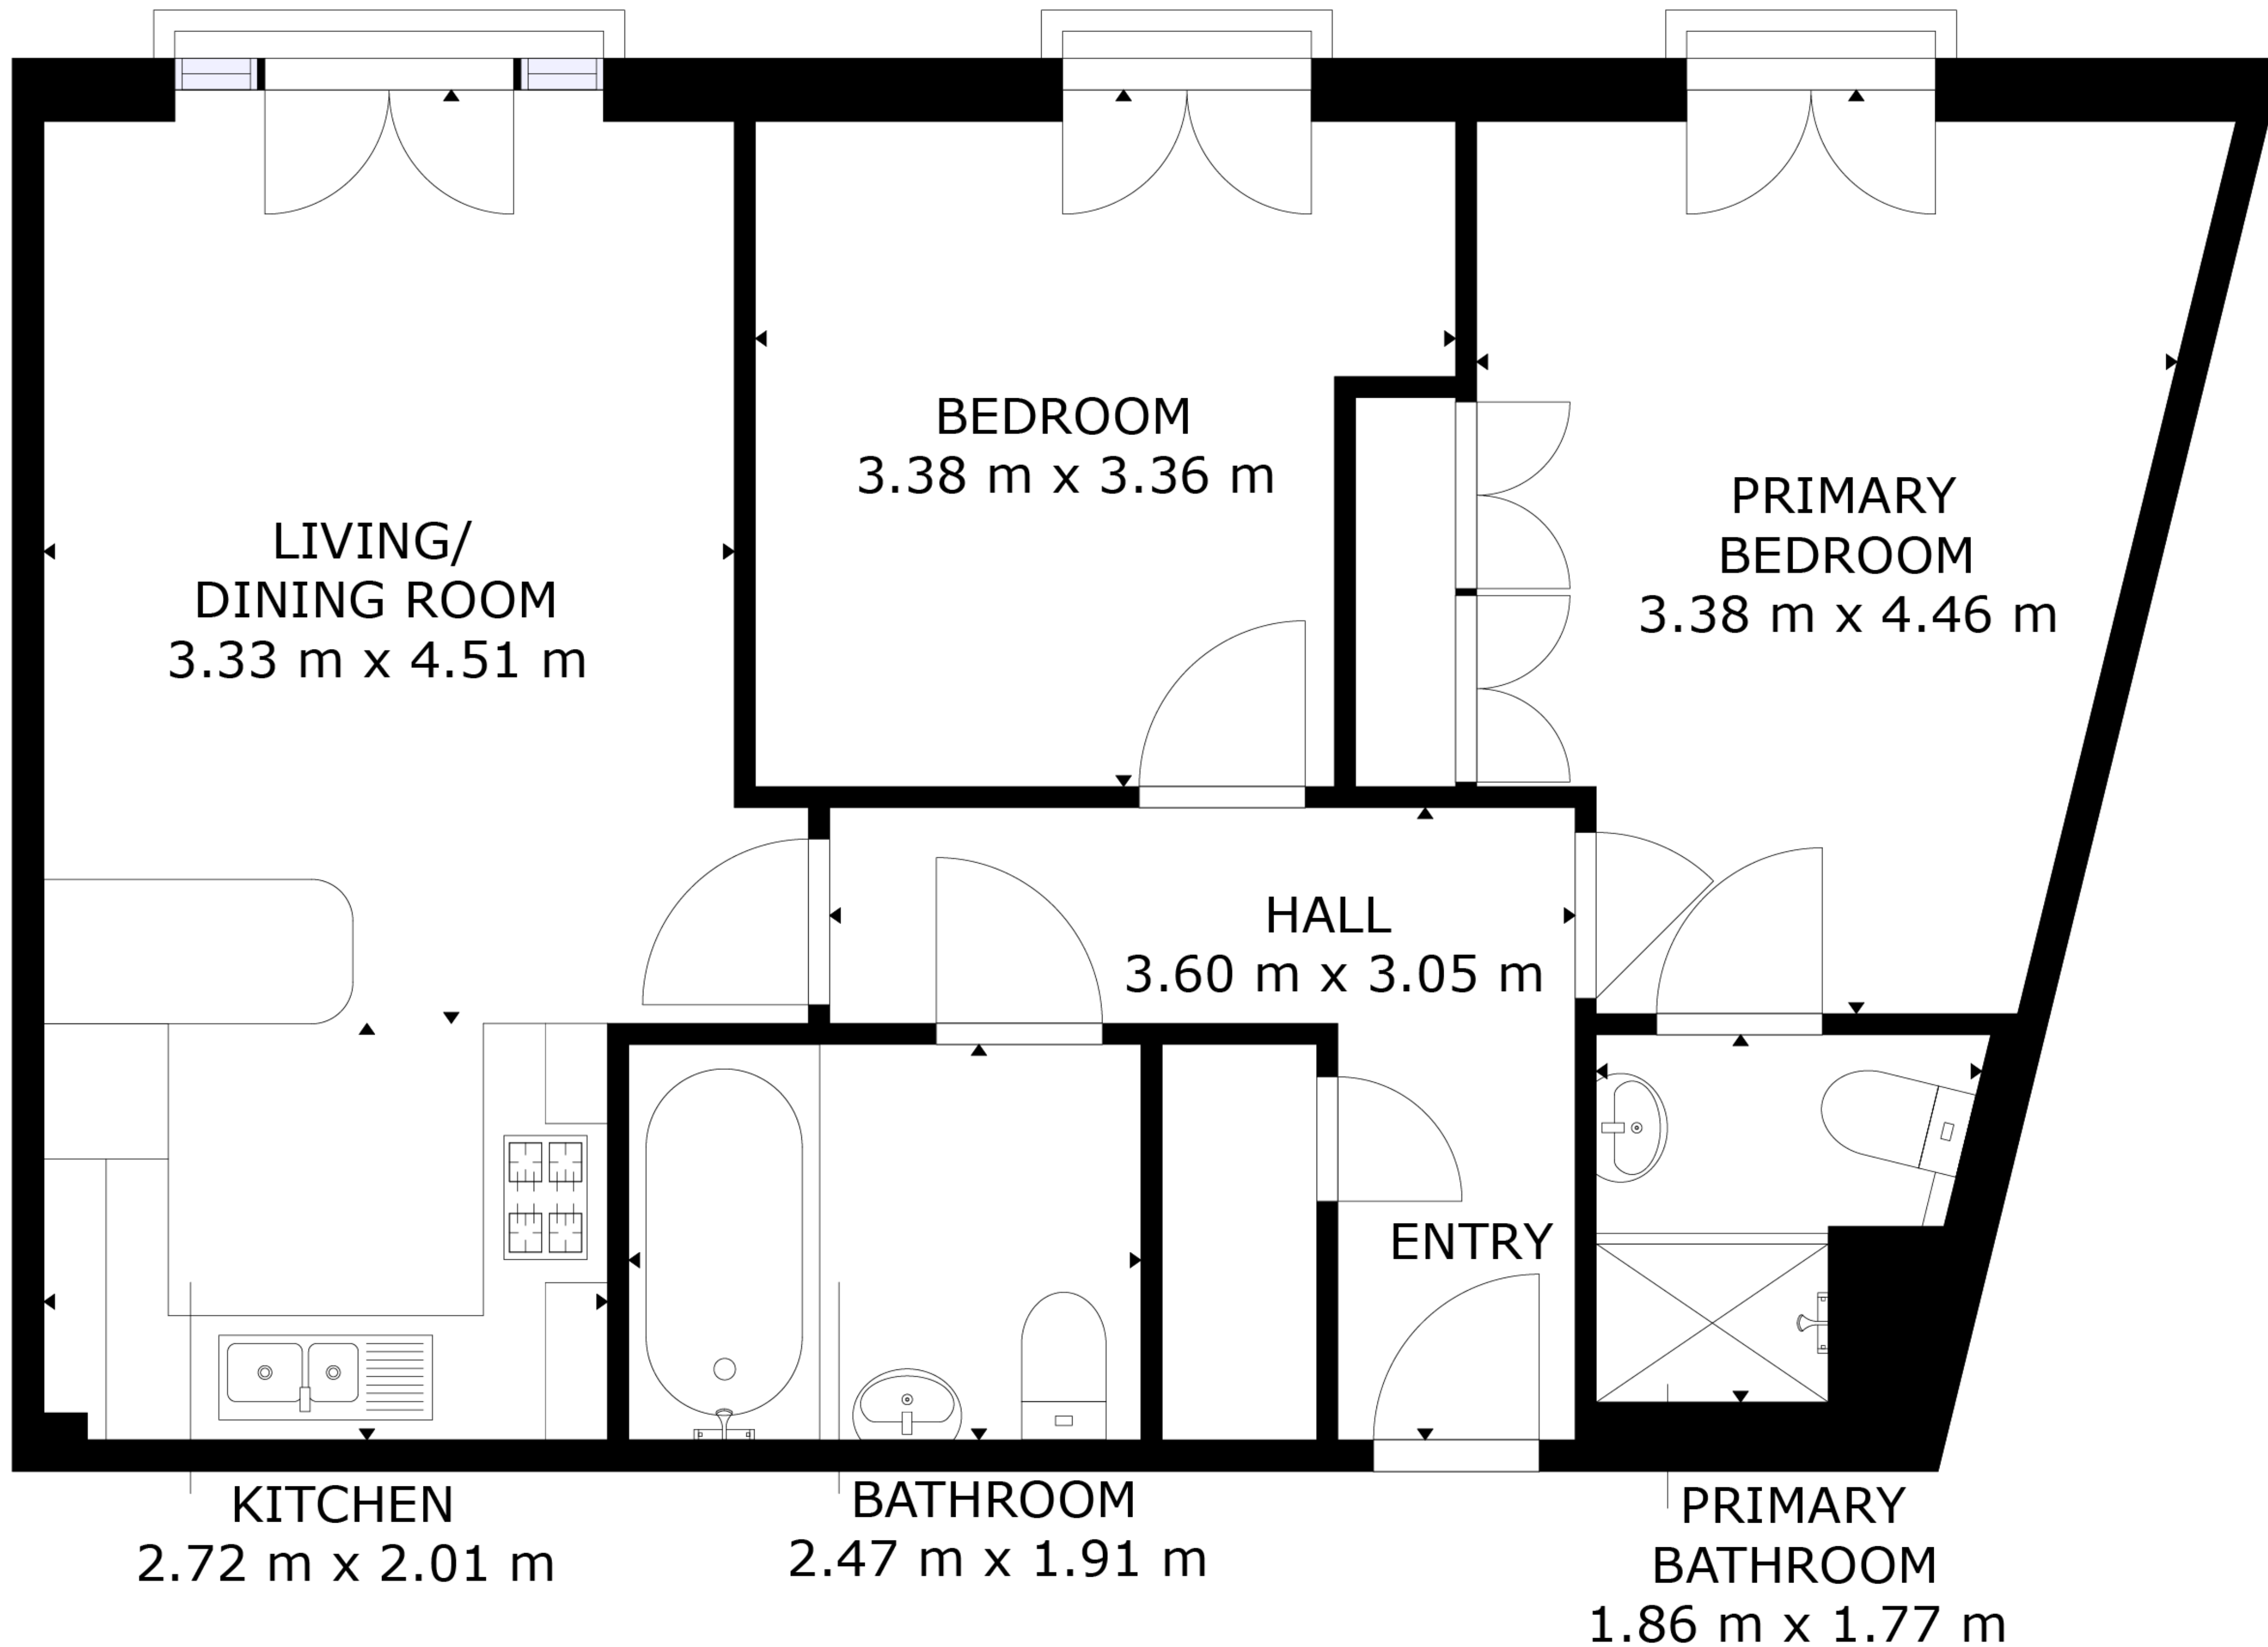 LIVING/
DINING ROOM
3.33 m x 4.51 m
BEDROOM
3.38 m x 3.36 m
PRIMARY
BEDROOM
3.38 m x 4.46 m
HALL
3.60 m x 3.05 m
ENTRY
KITCHEN
2.72 m x 2.01 m
BATHROOM
2.47 m x 1.91 m
PRIMARY
BATHROOM
1.86 m x 1.77 m